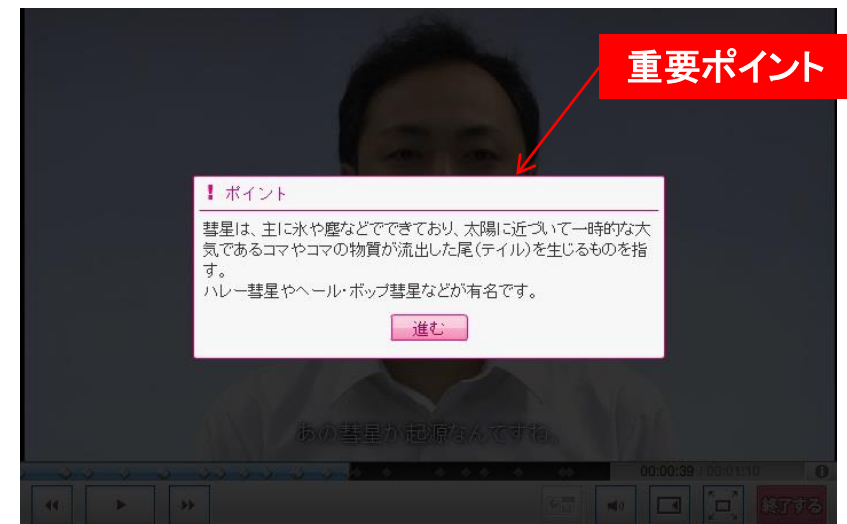 重要ポイント
! ポイント
彗星は、主に氷や塵などでできており、太陽に近づいて一時的な大
気であるコマやコマの物質が流出した尾(テイル)を生じるものを指
す。
ハレー彗星やヘール・ボップ彗星などが有名です。
進む
あの彗星が起源なんですね。
00:00:39 / 00:01:10
終了する